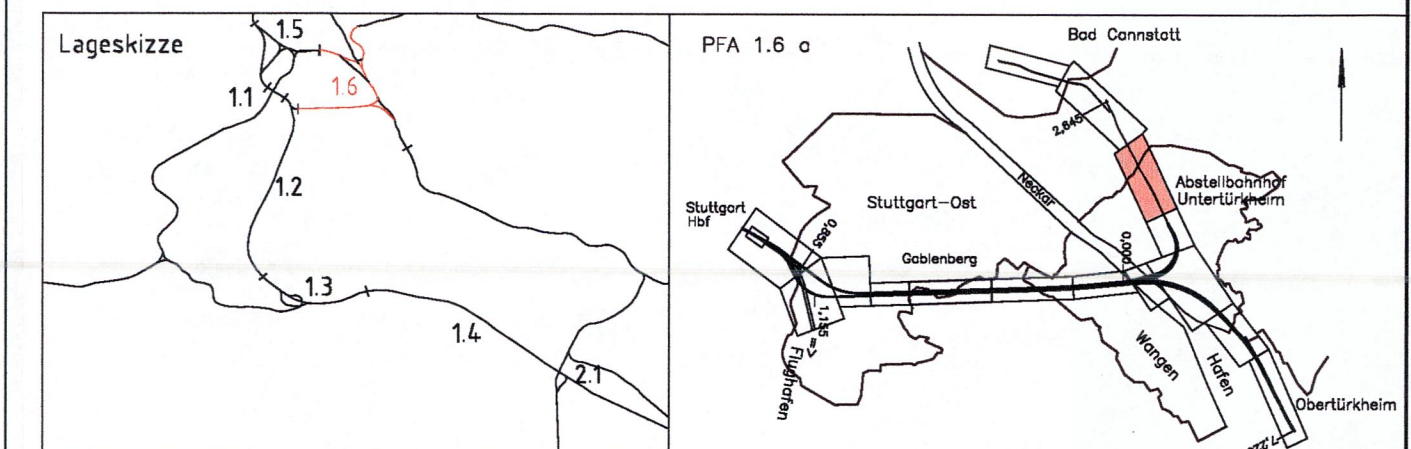 Lageskizze
1.5
1.6
1.1
1.2
1.3
1.4
2.1
PFA 1.6 a
Bad Cannstatt
2,645
Abstellbahnhof
Untertürkheim
Neckar
Stuttgart-Ost
Stuttgart
Hbf
0,855
0,000
Gablenberg
1,155 =>
Flughafen
Wangen
Hafen
Obertürkheim